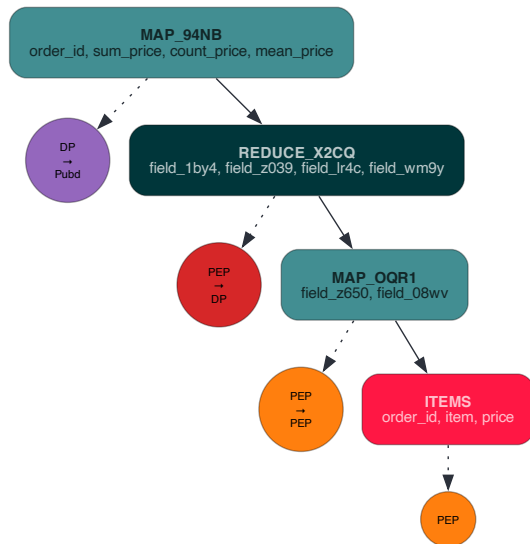 MAP_94NB
order_id, sum_price, count_price, mean_price
DP
→
Pubd
REDUCE_X2CQ
field_1by4, field_z039, field_lr4c, field_wm9y
PEP
→
DP
MAP_OQR1
field_z650, field_08wv
PEP
→
PEP
ITEMS
order_id, item, price
PEP